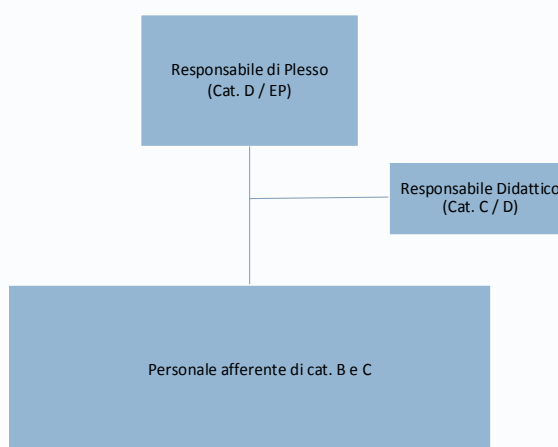 Responsabile di Plesso
(Cat. D / EP)
Responsabile Didattico
(Cat. C / D)
Personale afferente di cat. B e C